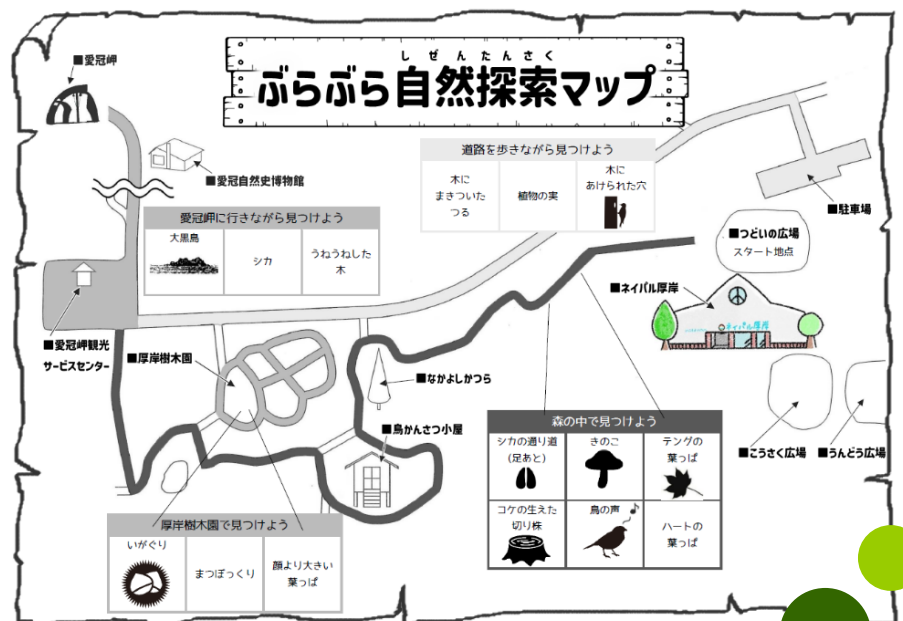 しぜんたんさく
ぶらぶら自然探索マップ
■愛冠岬
■愛冠自然史博物館
道路を歩きながら見つけよう
木に
まきついた
つる
植物の実
木に
あけられた穴
■駐車場
愛冠岬に行きながら見つけよう
大黒島
シカ
うねうねした
木
■つどいの広場
スタート地点
■ネイパル厚岸
ネイパル厚岸
■愛冠岬観光
サービスセンター
■厚岸樹木園
■なかよしかつら
■鳥かんさつ小屋
森の中で見つけよう
シカの通り道
(足あと)
きのこ
テングの
葉っぱ
コケの生えた
切り株
鳥の声
ハートの
葉っぱ
■こうさく広場
■うんどう広場
厚岸樹木園で見つけよう
いがぐり
まつぼっくり
顔より大きい
葉っぱ